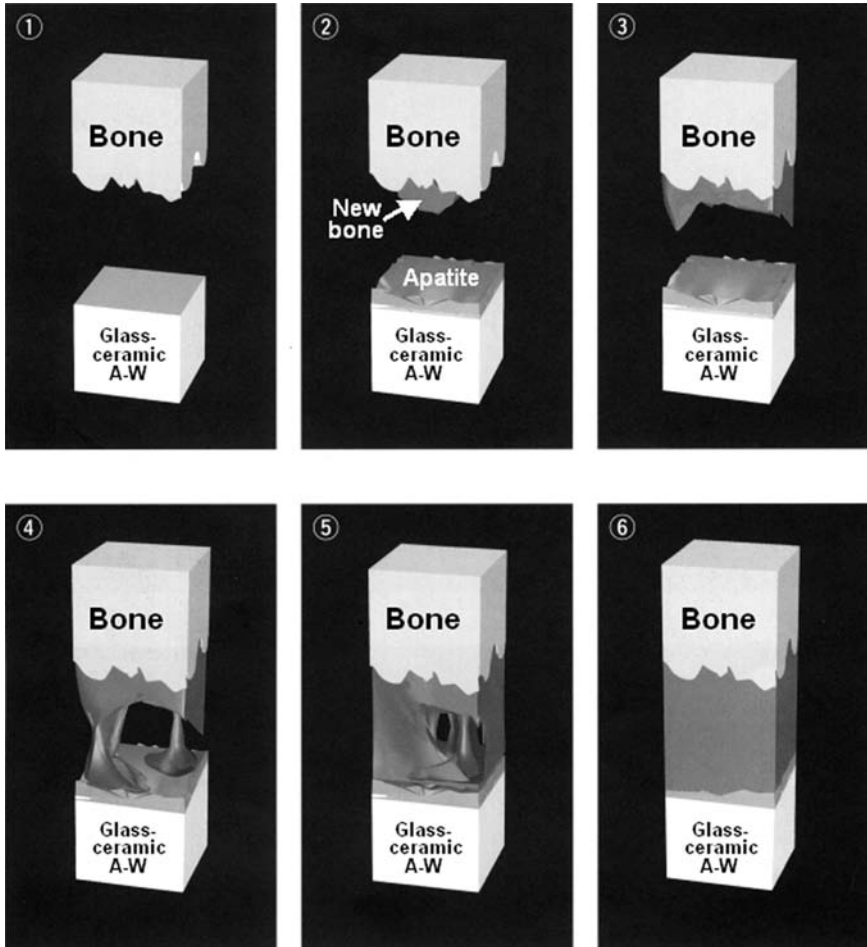 ①
Bone
Glass-
ceramic
A-W
②
Bone
New
bone
Apatite
Glass-
ceramic
A-W
③
Bone
Glass-
ceramic
A-W
④
Bone
Glass-
ceramic
A-W
⑤
Bone
Glass-
ceramic
A-W
⑥
Bone
Glass-
ceramic
A-W